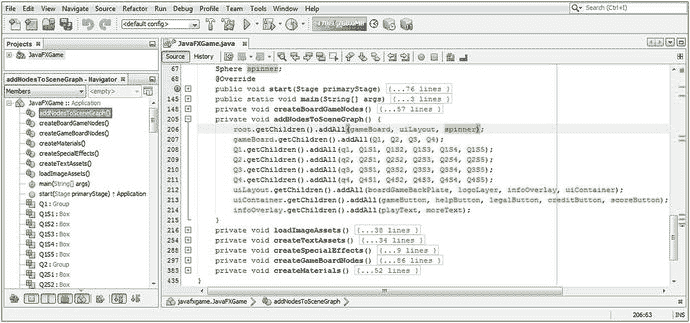 File Edit View Navigate Source Refactor Run Debug Profile Team Tools Window Help
Search (Ctrl+I)
<default config>
Projects
JavaFXGame
addNodesToSceneGraph - Navigator
Members
<empty>
JavaFXGame :: Application
addNodesToSceneGraph()
createBoardGameNodes()
createGameBoardNodes()
createMaterials()
createSpecialEffects()
createTextAssets()
loadImageAssets()
main(String[] args)
start(Stage primaryStage) ↑ Application
Q1 : Group
Q1S1 : Box
Q1S2 : Box
Q1S3 : Box
Q1S4 : Box
Q1S5 : Box
Q2 : Group
Q2S1 : Box
Q2S2 : Box
JavaFXGame.java
Source History
67 Sphere spinner;
68 @Override
public void start(Stage primaryStage) {...76 lines }
145 public static void main(String[] args) {...3 lines }
148 private void createBoardGameNodes() {...57 lines }
205 private void addNodesToSceneGraph() {
206 root.getChildren().addAll(gameBoard, uiLayout, spinner);
207 gameBoard.getChildren().addAll(Q1, Q2, Q3, Q4);
208 Q1.getChildren().addAll(q1, Q1S1, Q1S2, Q1S3, Q1S4, Q1S5);
209 Q2.getChildren().addAll(q2, Q2S1, Q2S2, Q2S3, Q2S4, Q2S5);
210 Q3.getChildren().addAll(q3, Q3S1, Q3S2, Q3S3, Q3S4, Q3S5);
211 Q4.getChildren().addAll(q4, Q4S1, Q4S2, Q4S3, Q4S4, Q4S5);
212 uiLayout.getChildren().addAll(boardGameBackPlate, logoLayer, infoOverlay, uiContainer);
213 uiContainer.getChildren().addAll(gameButton, helpButton, legalButton, creditButton, scoreButton);
214 infoOverlay.getChildren().addAll(playText, moreText);
215 }
216 private void loadImageAssets() {...38 lines }
254 private void createTextAssets() {...34 lines }
288 private void createSpecialEffects() {...9 lines }
297 private void createGameBoardNodes() {...86 lines }
383 private void createMaterials() {...52 lines }
435 }
javafxgame.JavaFXGame
addNodesToSceneGraph
206:63
INS